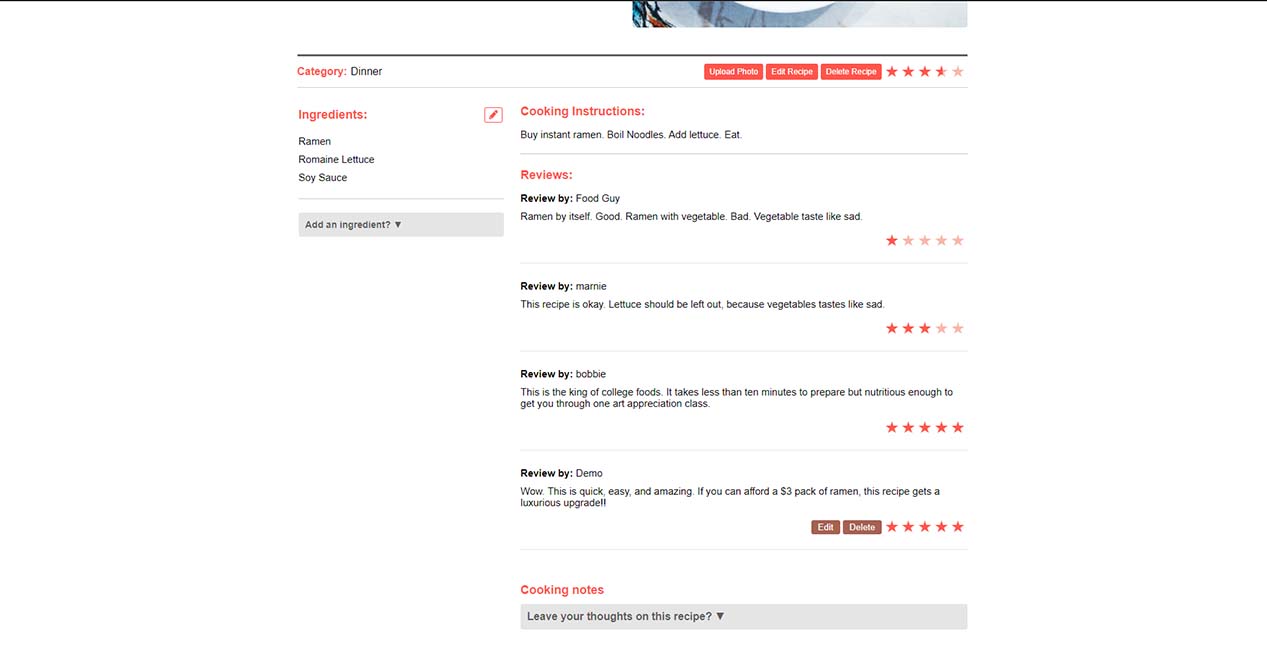 Category: Dinner
Upload Photo Edit Recipe Delete Recipe
Ingredients:
Ramen
Romaine Lettuce
Soy Sauce
Add an ingredient? ▼
Cooking Instructions:
Buy instant ramen. Boil Noodles. Add lettuce. Eat.
Reviews:
Review by: Food Guy
Ramen by itself. Good. Ramen with vegetable. Bad. Vegetable taste like sad.
Review by: marnie
This recipe is okay. Lettuce should be left out, because vegetables tastes like sad.
Review by: bobbie
This is the king of college foods. It takes less than ten minutes to prepare but nutritious enough to
get you through one art appreciation class.
Review by: Demo
Wow. This is quick, easy, and amazing. If you can afford a $3 pack of ramen, this recipe gets a
luxurious upgrade!!
Edit Delete
Cooking notes
Leave your thoughts on this recipe? ▼